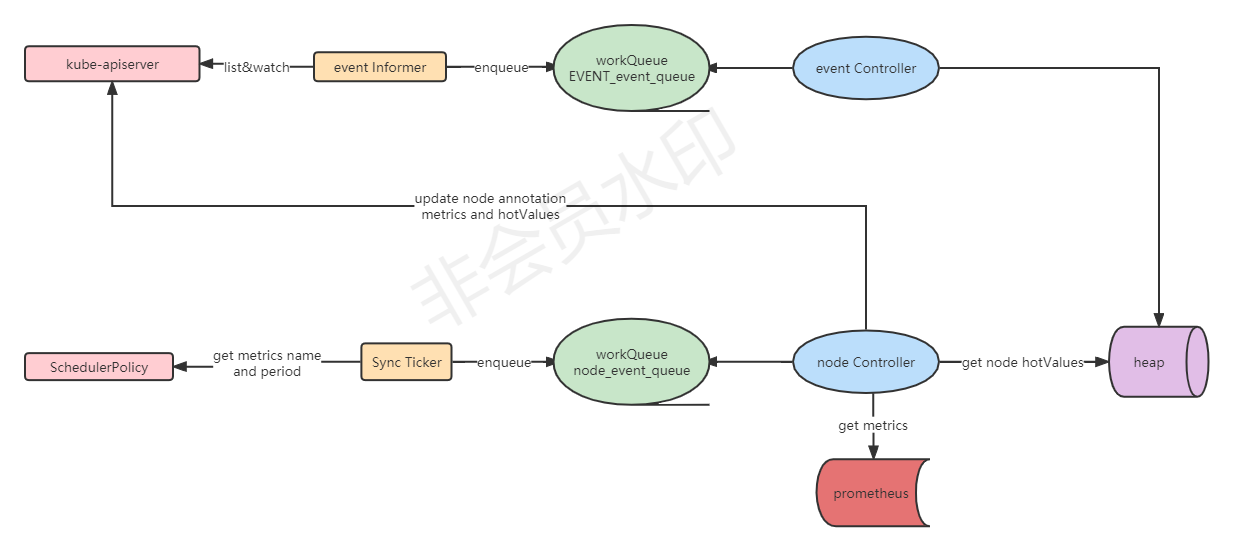 kube-apiserver
list&watch
event Informer
enqueue
workQueue
EVENT_event_queue
event Controller
update node annotation
metrics and hotValues
非会员水印
SchedulerPolicy
get metrics name
and period
Sync Ticker
enqueue
workQueue
node_event_queue
node Controller
get node hotValues
heap
get metrics
prometheus